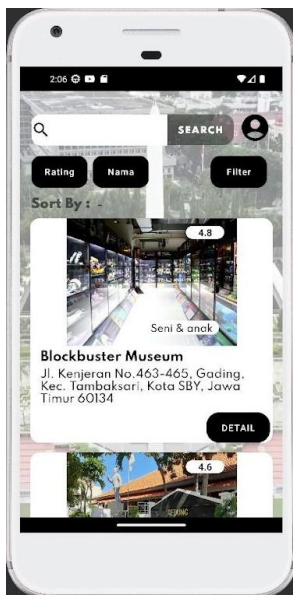 2:06
SEARCH
Rating
Nama
Filter
Sort By : -
4.8
Seni & anak
Blockbuster Museum
Jl. Kenjeran No.463-465, Gading,
Kec. Tambaksari, Kota SBY, Jawa
Timur 60134
DETAIL
4.6